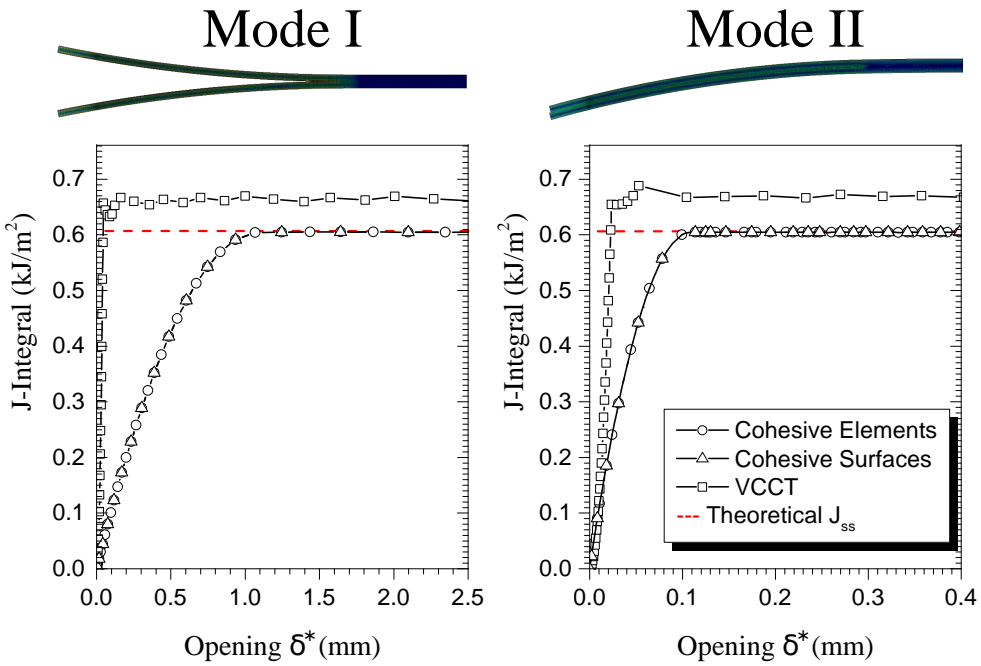 Mode I
Mode II
J-Integral (kJ/m²)
0.7
0.6
0.5
0.4
0.3
0.2
0.1
0.0
0.0 0.5 1.0 1.5 2.0 2.5
Opening δ* (mm)
J-Integral (kJ/m²)
0.7
0.6
0.5
0.4
0.3
0.2
0.1
0.0
Cohesive Elements
Cohesive Surfaces
VCCT
Theoretical Jss
0.0 0.1 0.2 0.3 0.4
Opening δ* (mm)